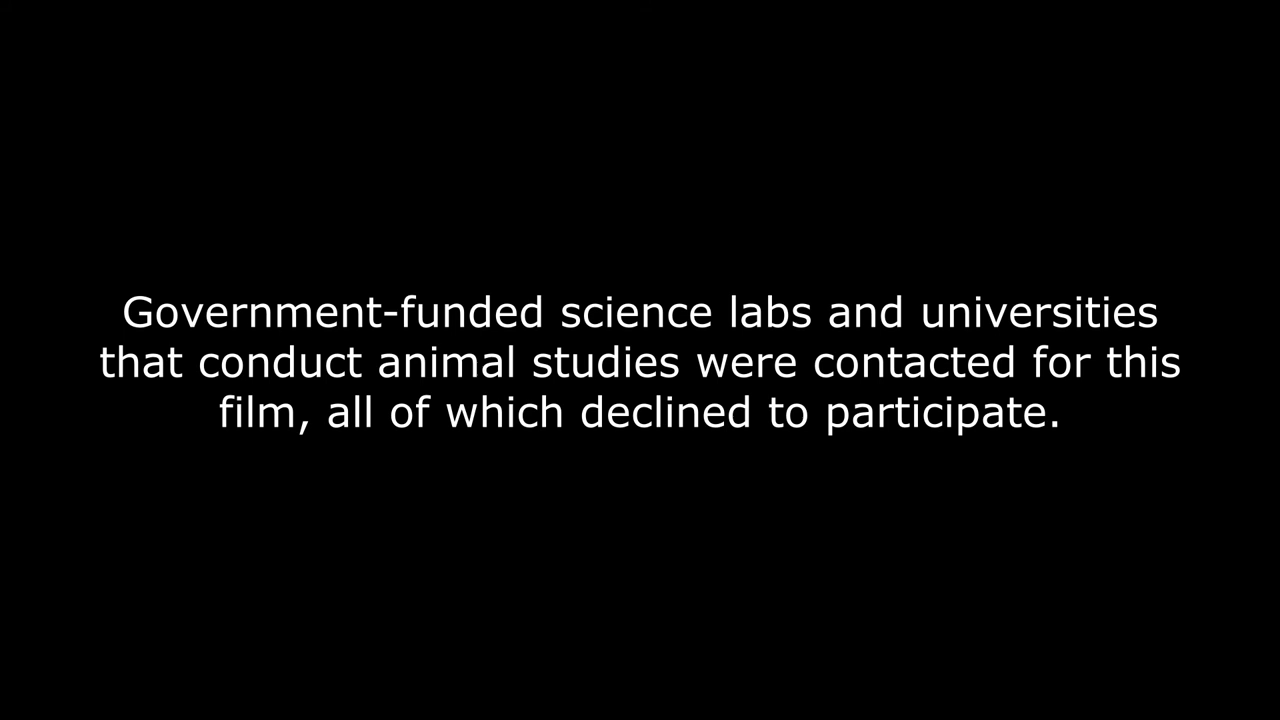 Government-funded science labs and universities
that conduct animal studies were contacted for this
film, all of which declined to participate.